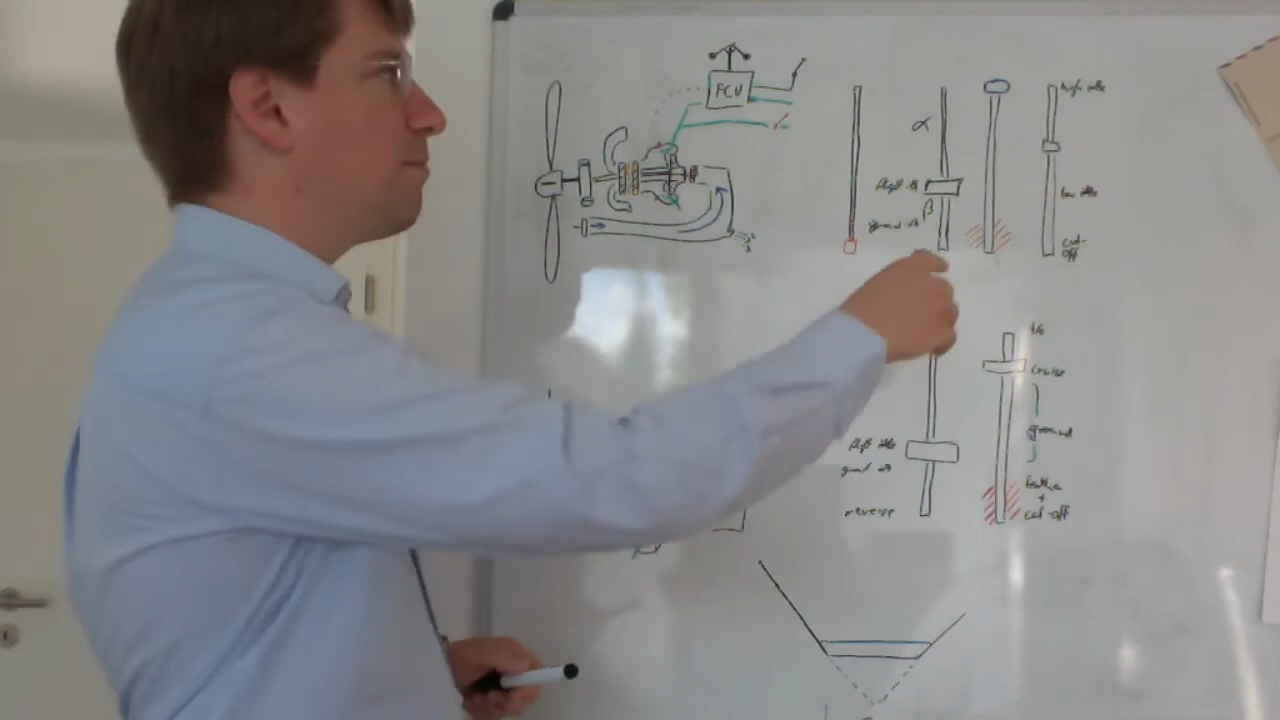 FCU
high idle
α
flight idle
β
ground idle
low idle
cut-
off
cruise
flight idle
ground
ground idle
feather
+
reverse
cut-off